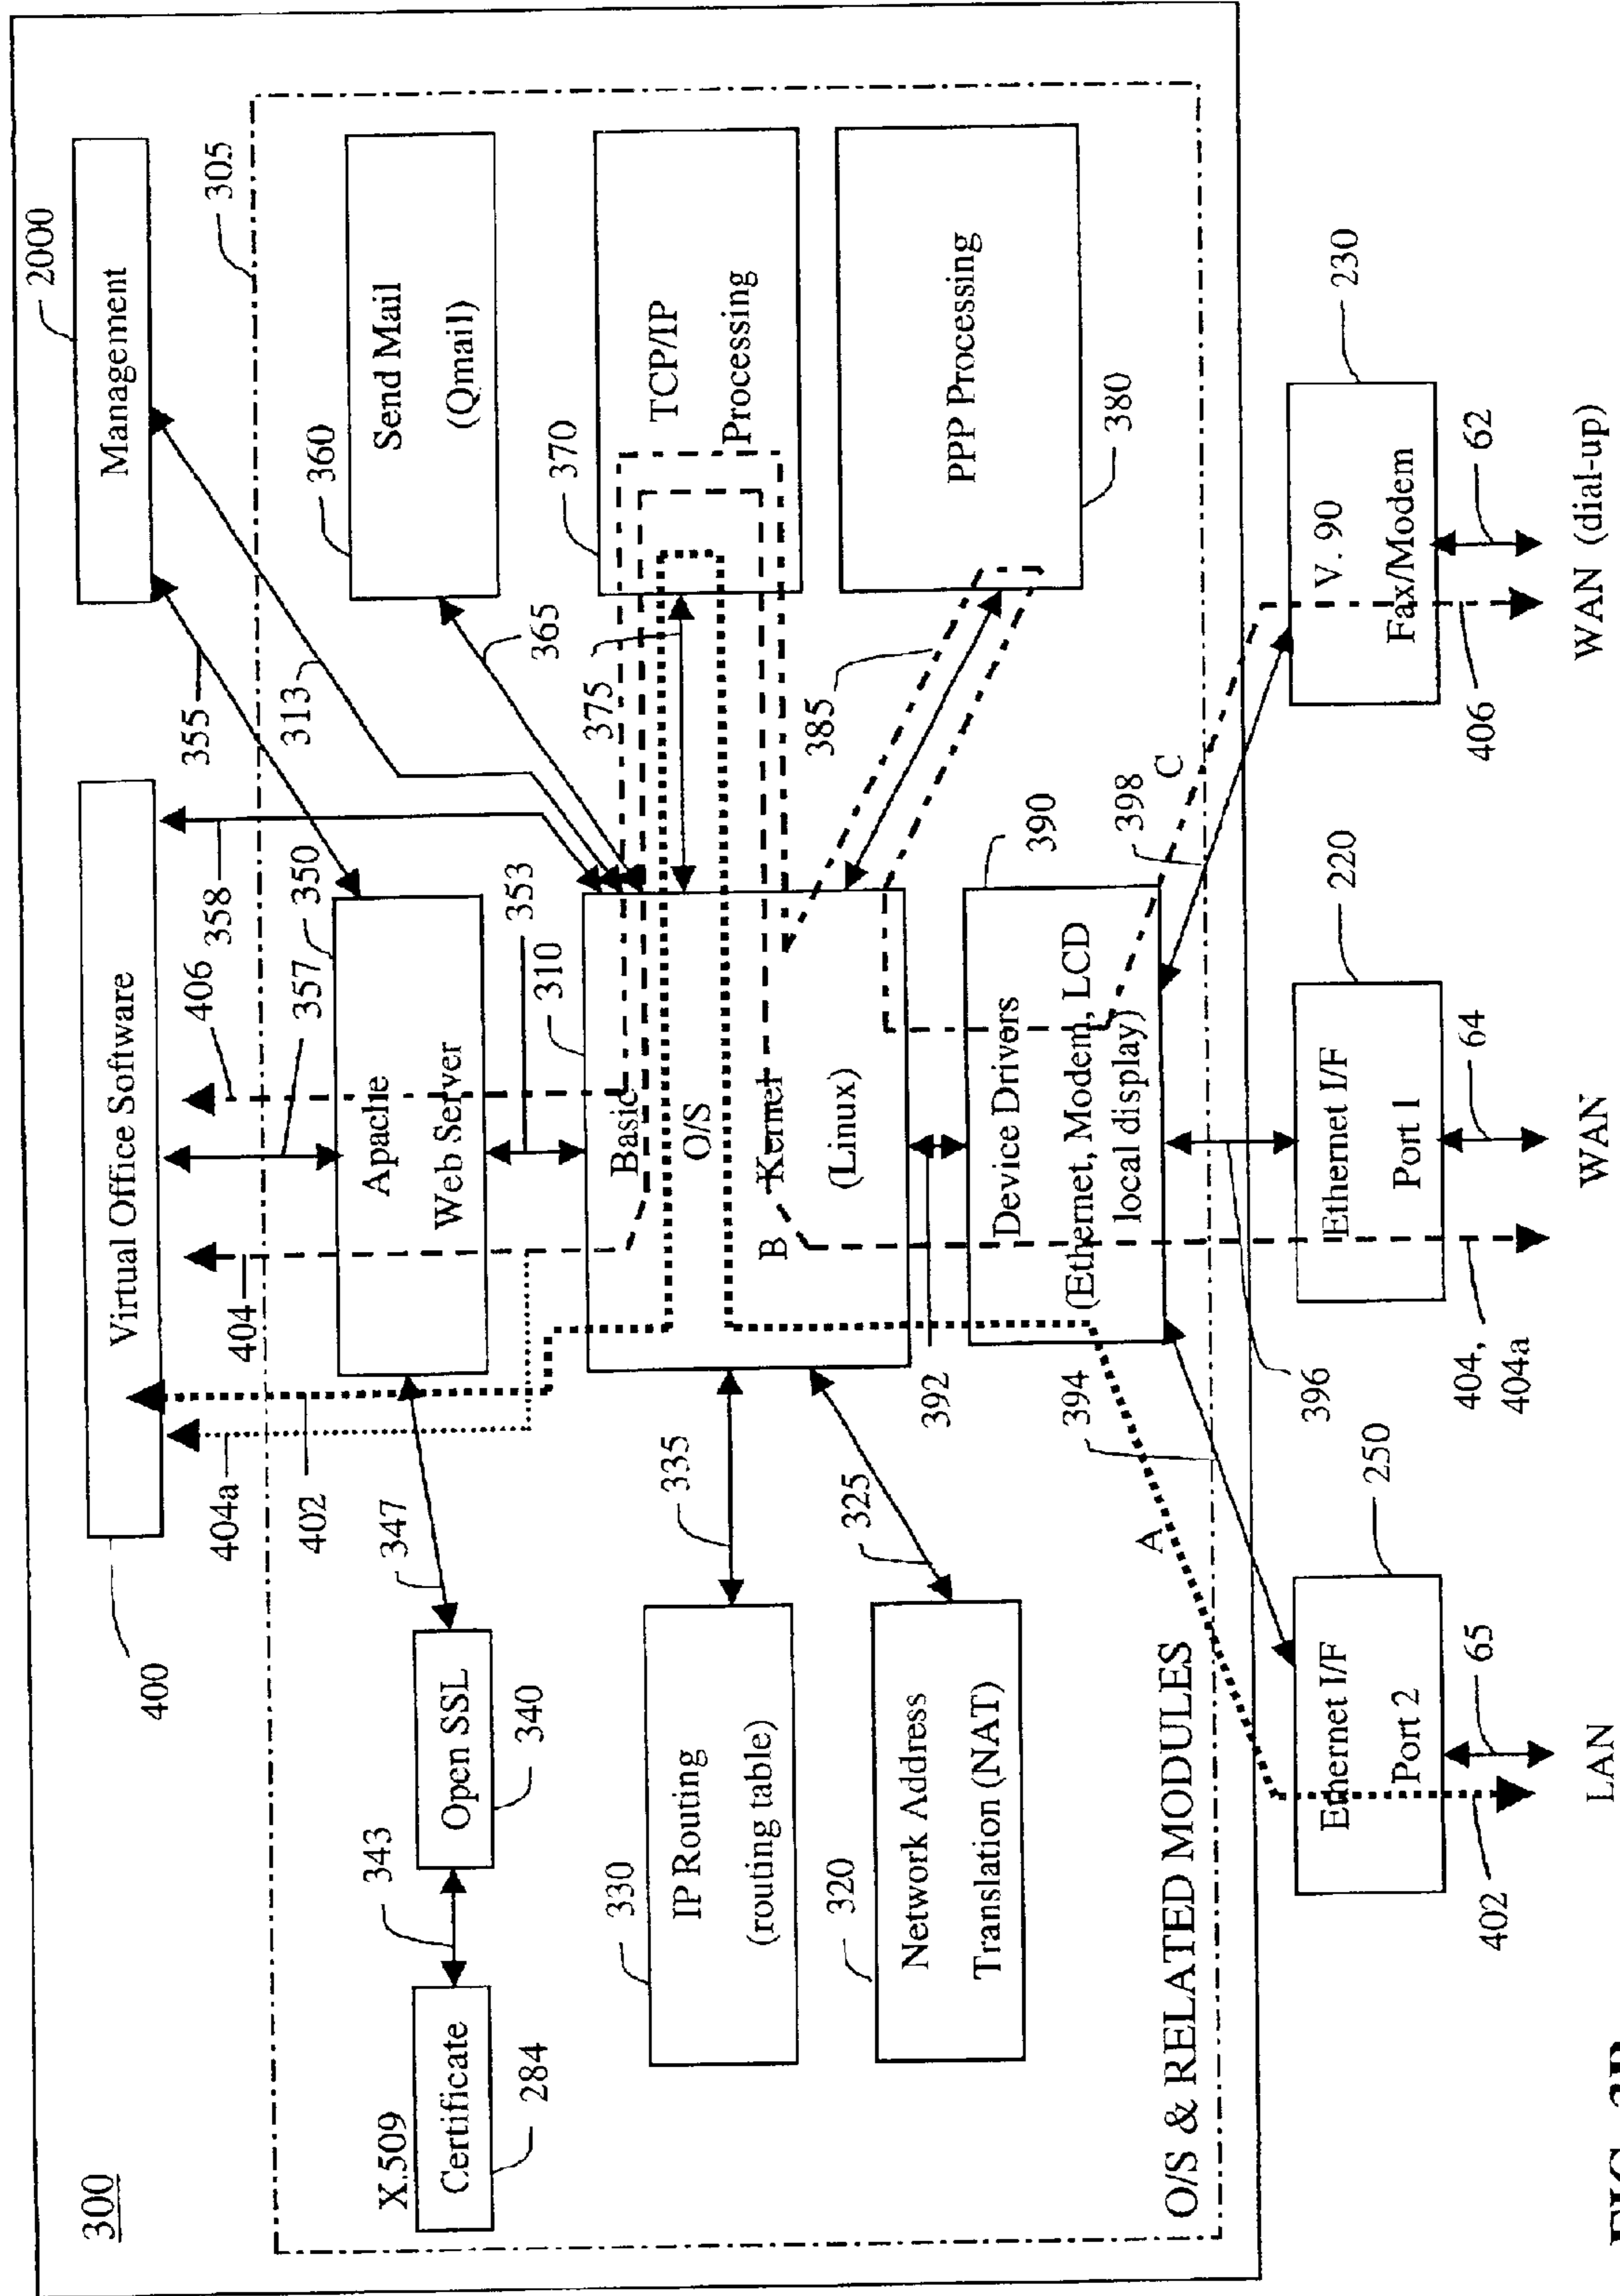 300
400
Virtual Office Software
Management
2000
305
404a
402
404
406
357
358
355
313
X.509
Certificate
284
343
Open SSL
340
347
Apache
Web Server
350
353
310
Send Mail
(Qmail)
360
365
330
IP Routing
(routing table)
335
Basic
O/S
Kernel
(Linux)
B
375
370
TCP/IP
Processing
320
Network Address
Translation (NAT)
325
385
PPP Processing
380
392
Device Drivers
(Ethernet, Modem, LCD
local display)
390
394
A
398
C
O/S & RELATED MODULES
250
Ethernet I/F
Port 2
396
Ethernet I/F
Port 1
220
V. 90
Fax/Modem
230
402
65
404,
404a
64
406
62
LAN
WAN
WAN (dial-up)